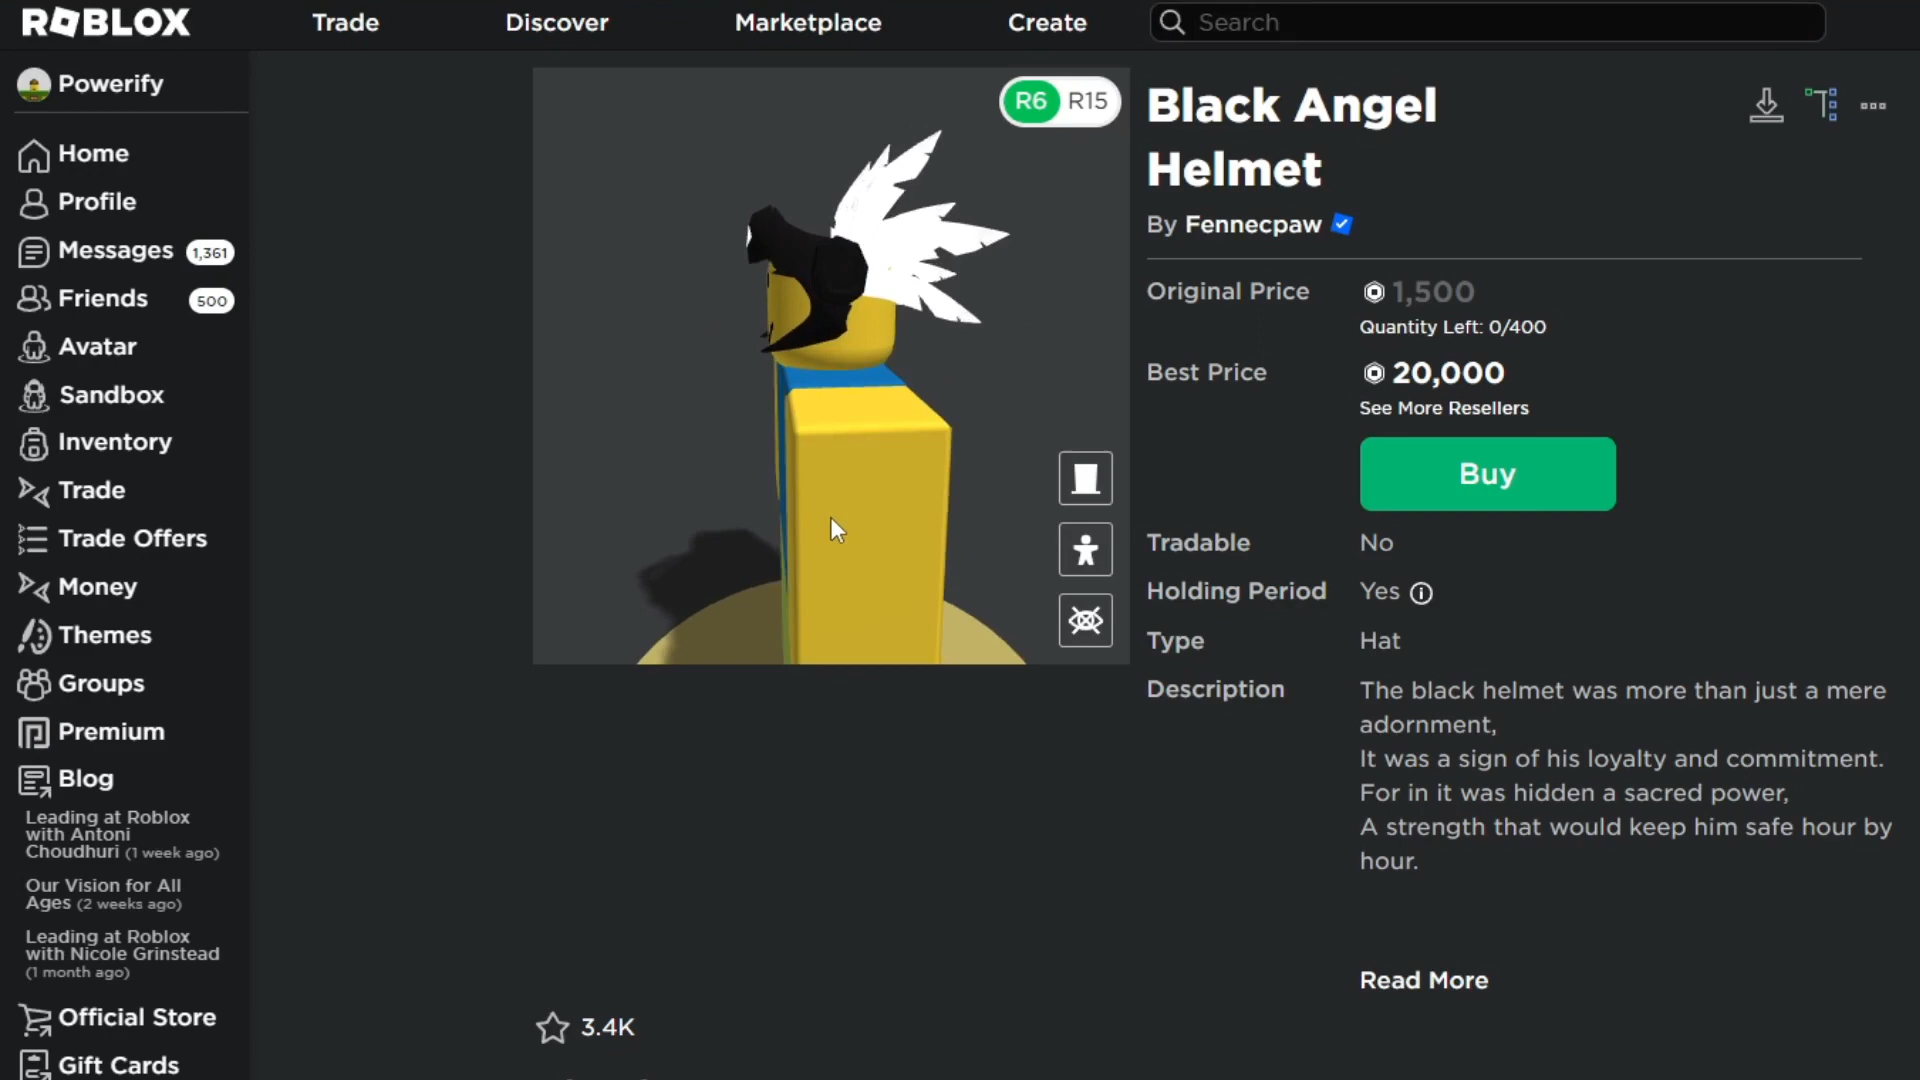 ROBLOX
Trade
Discover
Marketplace
Create
Search
Powerify
Home
Profile
Messages 1,361
Friends 500
Avatar
Sandbox
Inventory
Trade
Trade Offers
Money
Themes
Groups
Premium
Blog
Leading at Roblox
with Antoni
Choudhuri (1 week ago)
Our Vision for All
Ages (2 weeks ago)
Leading at Roblox
with Nicole Grinstead
(1 month ago)
Official Store
Gift Cards
R6 R15
3.4K
Black Angel
Helmet
By Fennecpaw
Original Price 1,500
Quantity Left: 0/400
Best Price 20,000
See More Resellers
Buy
Tradable No
Holding Period Yes
Type Hat
Description The black helmet was more than just a mere
adornment,
It was a sign of his loyalty and commitment.
For in it was hidden a sacred power,
A strength that would keep him safe hour by
hour.
Read More